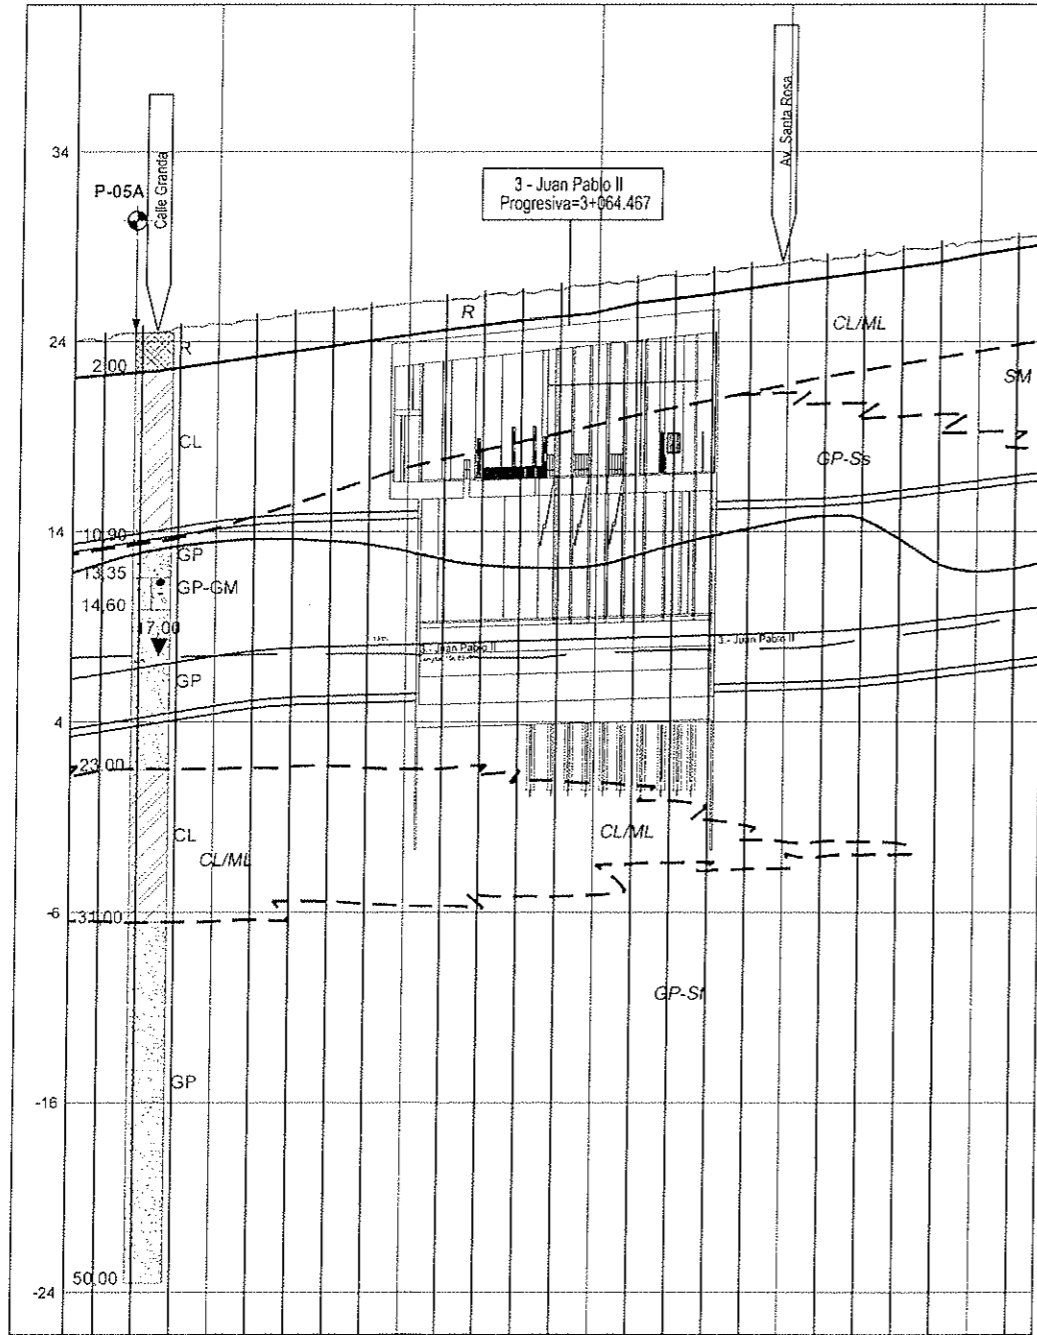 34
P-05A
Calle Granda
3 - Juan Pablo II
Progresiva=3+064.467
Av. Santa Rosa
R
CL/ML
24
R
2.00
SM
CL
GP-Ss
10.90
14
GP
13.35
GP-GM
14,60
17,00
3.- Juan Pablo II
3.- Juan Pablo II
GP
4
23.00
CL
CL/ML
CL/ML
31.00
-6
GP-Sf
GP
-16
50,00
-24